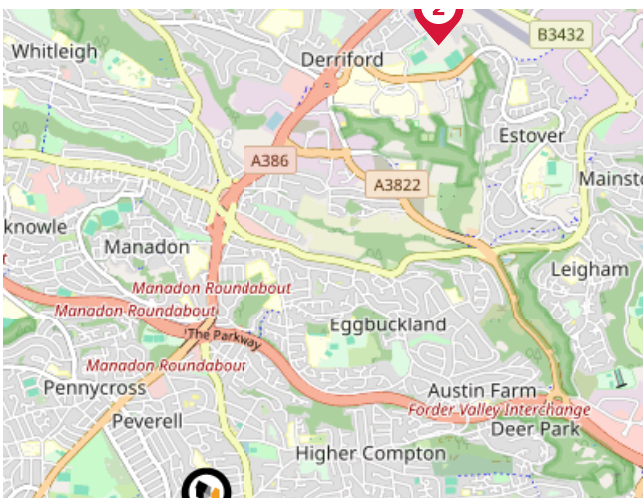 2
B3432
Whitleigh
Derriford
Estover
A386
A3822
knowle
Manadon
Leigham
Manadon Roundabout
Manadon Roundabout
Eggbuckland
The Parkway
Manadon Roundabout
Pennycross
Austin Farm
Forder Valley Interchange
Peverell
Deer Park
Higher Compton